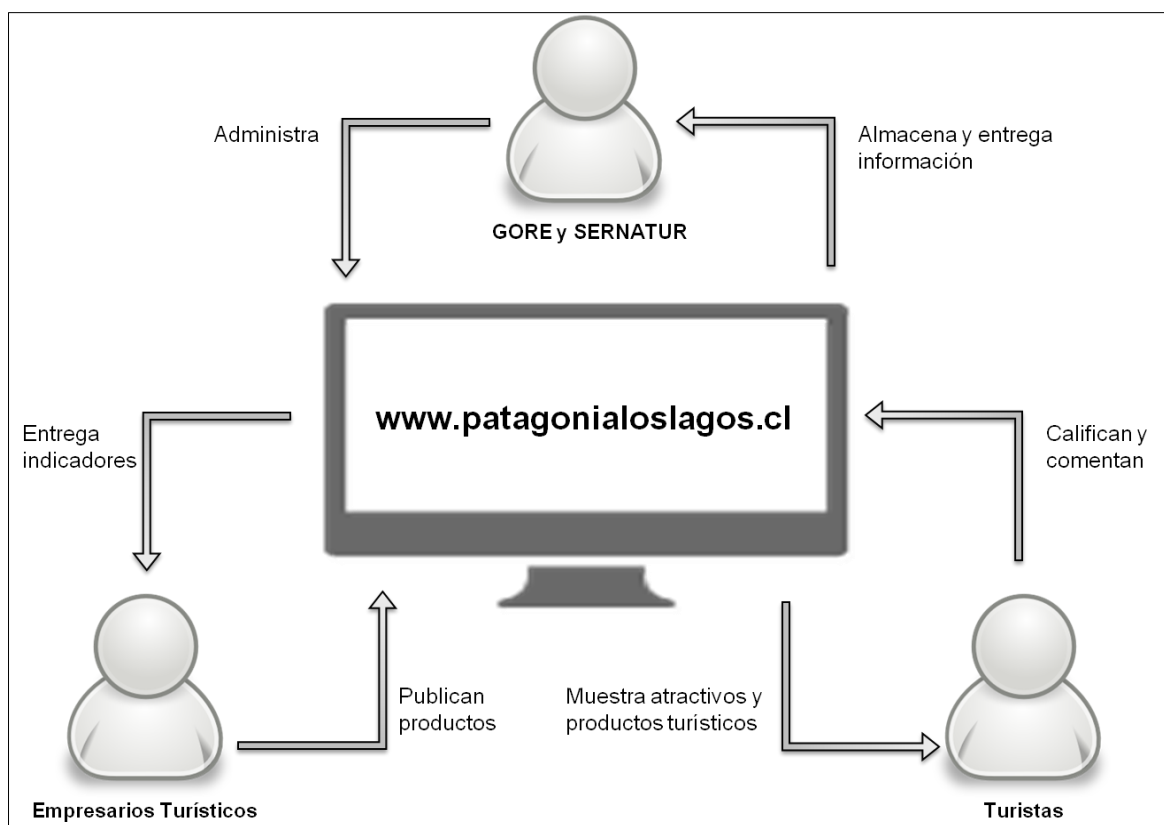 Administra
Almacena y entrega
información
GORE y SERNATUR
www.patagonialoslagos.cl
Entrega
indicadores
Califican y
comentan
Publican
productos
Muestra atractivos y
productos turísticos
Empresarios Turísticos
Turistas